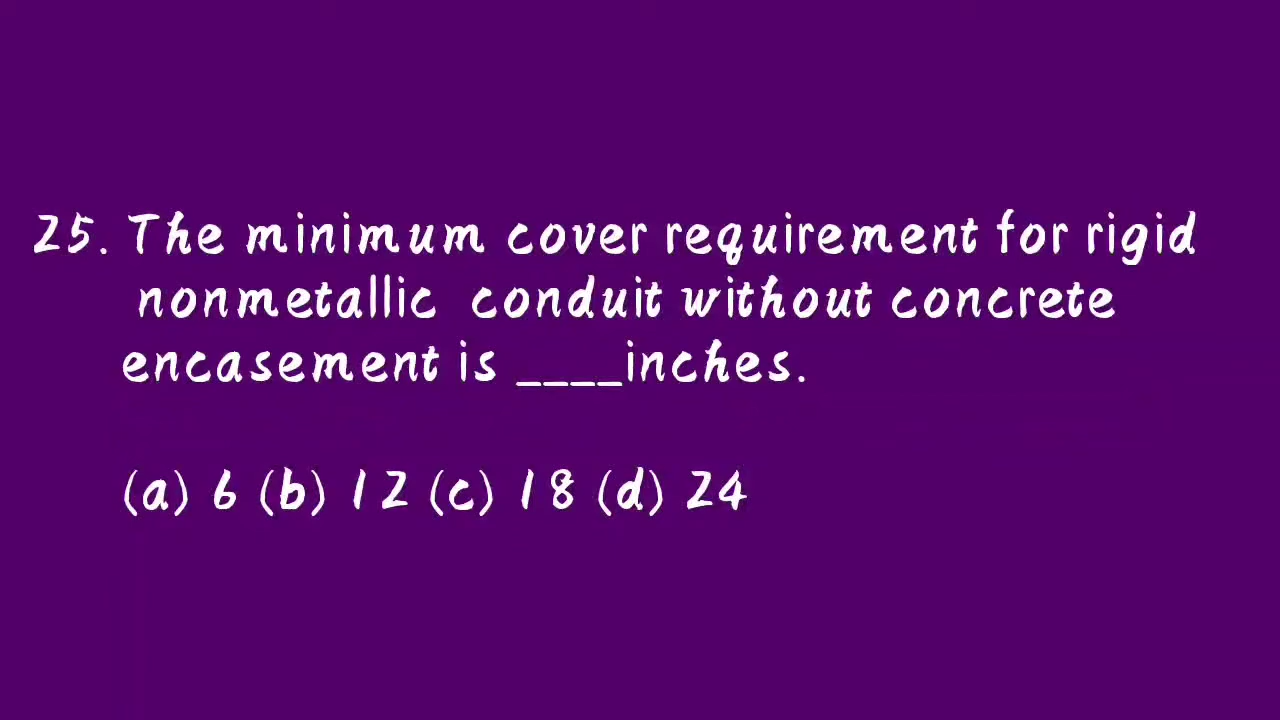 25. The minimum cover requirement for rigid
nonmetallic conduit without concrete
encasement is ____inches.
(a) 6 (b) 12 (c) 18 (d) 24